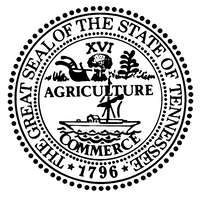 THE GREAT SEAL OF THE STATE OF TENNESSEE
XVI
AGRICULTURE
COMMERCE
1796